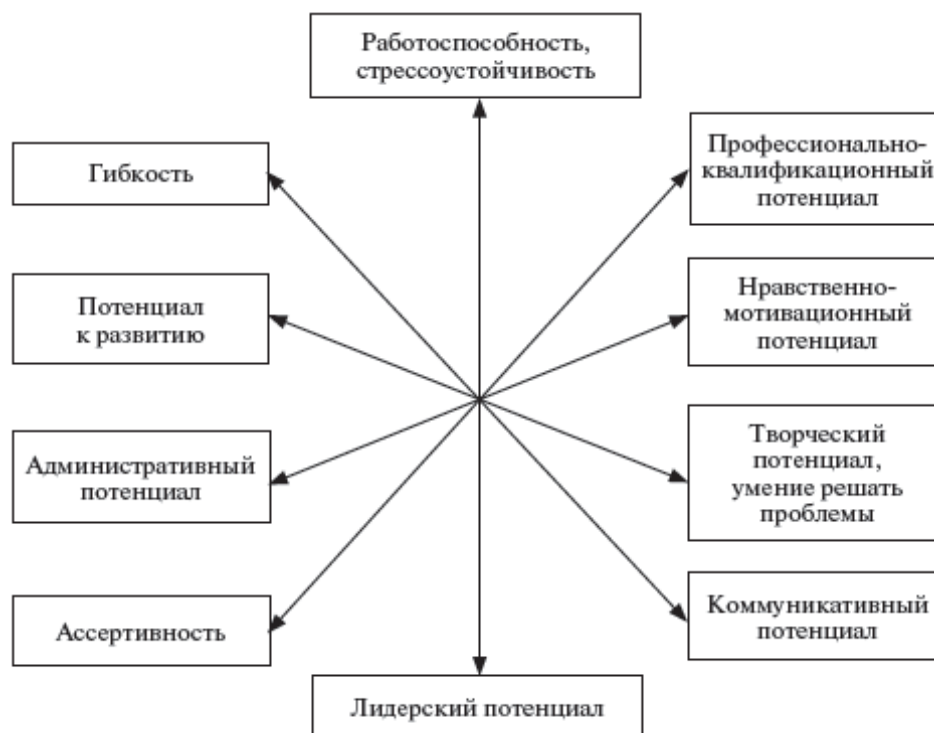 Работоспособность,
стрессоустойчивость
Гибкость
Профессионально-
квалификационный
потенциал
Потенциал
к развитию
Нравственно-
мотивационный
потенциал
Административный
потенциал
Творческий
потенциал,
умение решать
проблемы
Ассертивность
Коммуникативный
потенциал
Лидерский потенциал